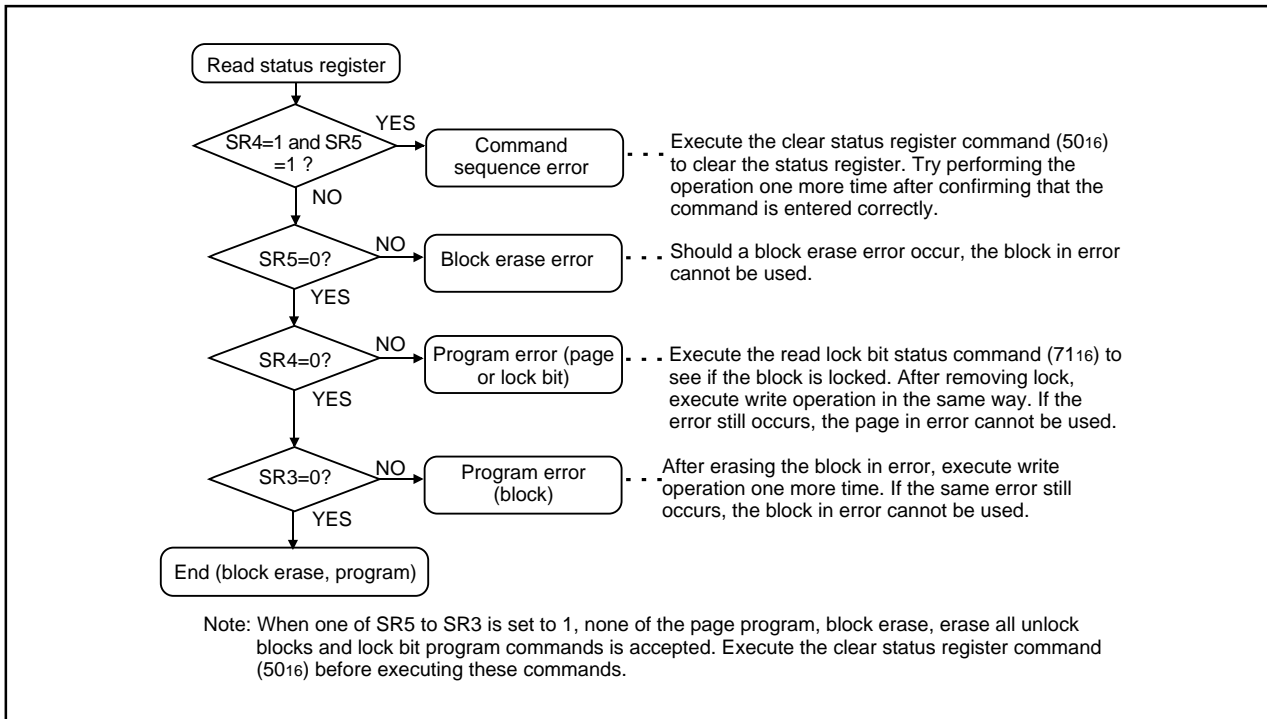 Read status register
SR4=1 and SR5
=1 ?
YES
Command
sequence error
Execute the clear status register command (5016)
to clear the status register. Try performing the
operation one more time after confirming that the
command is entered correctly.
NO
SR5=0?
NO
Block erase error
Should a block erase error occur, the block in error
cannot be used.
YES
SR4=0?
NO
Program error (page
or lock bit)
Execute the read lock bit status command (7116) to
see if the block is locked. After removing lock,
execute write operation in the same way. If the
error still occurs, the page in error cannot be used.
YES
SR3=0?
NO
Program error
(block)
After erasing the block in error, execute write
operation one more time. If the same error still
occurs, the block in error cannot be used.
YES
End (block erase, program)
Note: When one of SR5 to SR3 is set to 1, none of the page program, block erase, erase all unlock
blocks and lock bit program commands is accepted. Execute the clear status register command
(5016) before executing these commands.